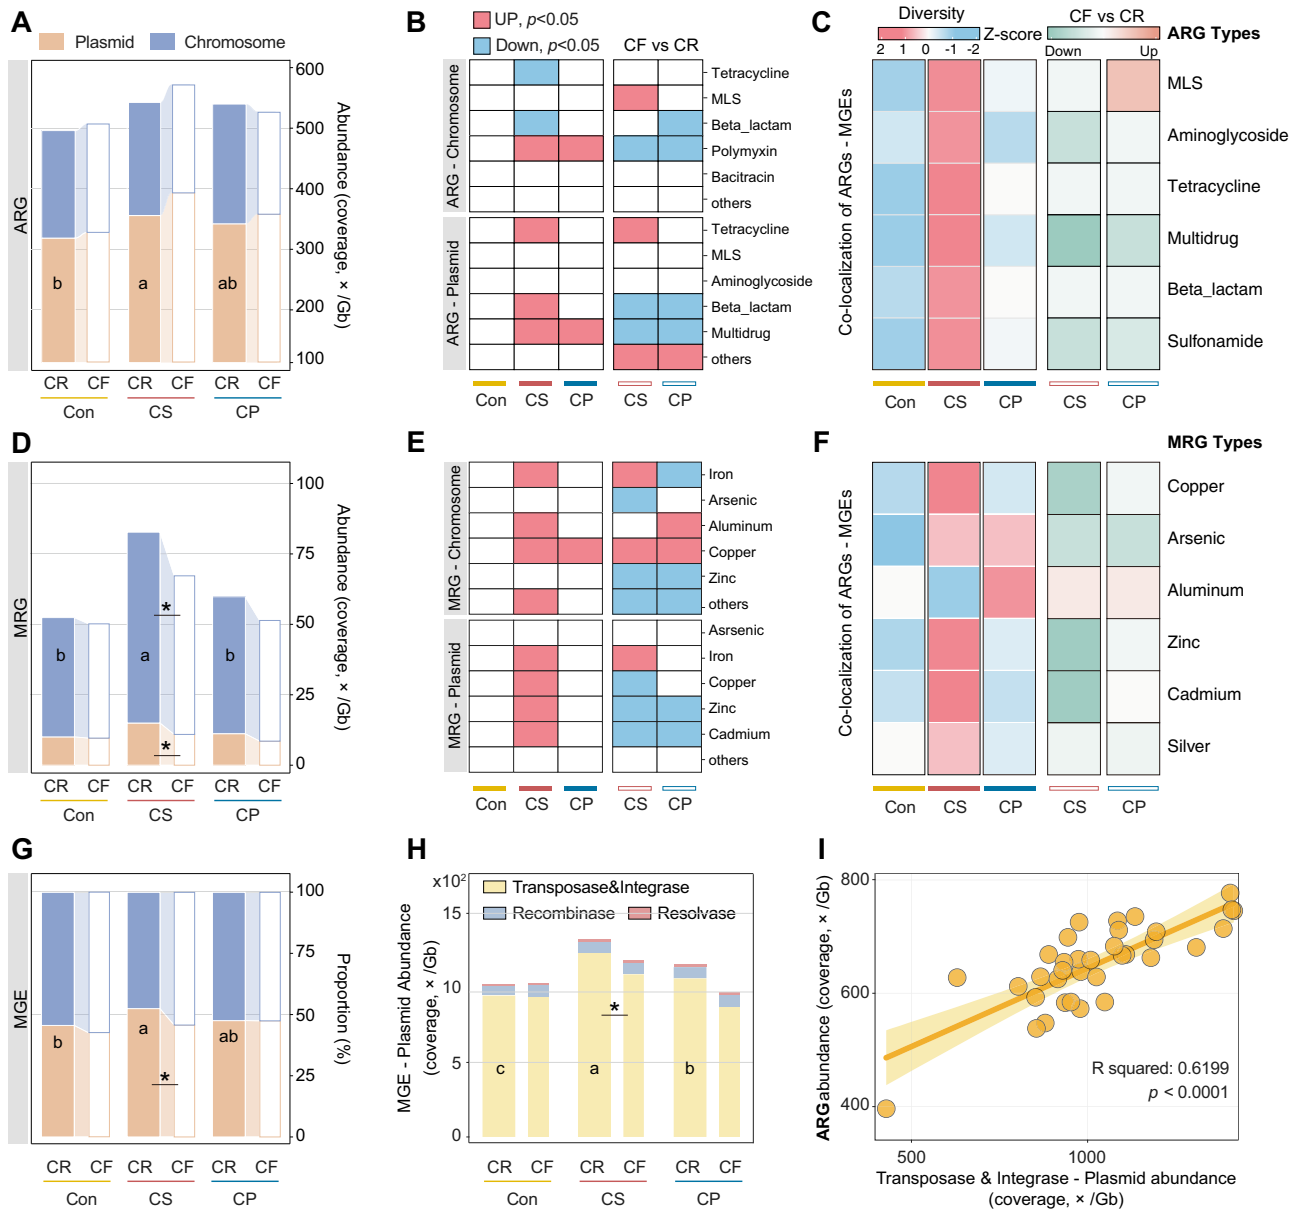 A
Plasmid
Chromosome
ARG
600
500
400
300
200
100
Abundance (coverage, × /Gb)
b
a
ab
CR CF CR CF CR CF
Con CS CP
B
UP, p<0.05
Down, p<0.05
CF vs CR
ARG - Chromosome
Tetracycline
MLS
Beta_lactam
Polymyxin
Bacitracin
others
ARG - Plasmid
Tetracycline
MLS
Aminoglycoside
Beta_lactam
Multidrug
others
Con CS CP CS CP
C
Diversity
2 1 0 -1 -2
Z-score
CF vs CR
Down Up
ARG Types
Co-localization of ARGs - MGEs
MLS
Aminoglycoside
Tetracycline
Multidrug
Beta_lactam
Sulfonamide
Con CS CP CS CP
D
MRG
100
75
50
25
0
Abundance (coverage, × /Gb)
b
a
b
*
*
CR CF CR CF CR CF
Con CS CP
E
MRG - Chromosome
Iron
Arsenic
Aluminum
Copper
Zinc
others
MRG - Plasmid
Asrsenic
Iron
Copper
Zinc
Cadmium
others
Con CS CP CS CP
F
MRG Types
Co-localization of ARGs - MGEs
Copper
Arsenic
Aluminum
Zinc
Cadmium
Silver
Con CS CP CS CP
G
MGE
100
75
50
25
0
Proportion (%)
b
a
ab
*
CR CF CR CF CR CF
Con CS CP
H
x10²
Transposase&Integrase
Recombinase
Resolvase
MGE - Plasmid Abundance
(coverage, × /Gb)
15
10
5
0
*
c
a
b
CR CF CR CF CR CF
Con CS CP
I
ARG abundance (coverage, × /Gb)
800
600
400
R squared: 0.6199
p < 0.0001
500 1000
Transposase & Integrase - Plasmid abundance
(coverage, × /Gb)